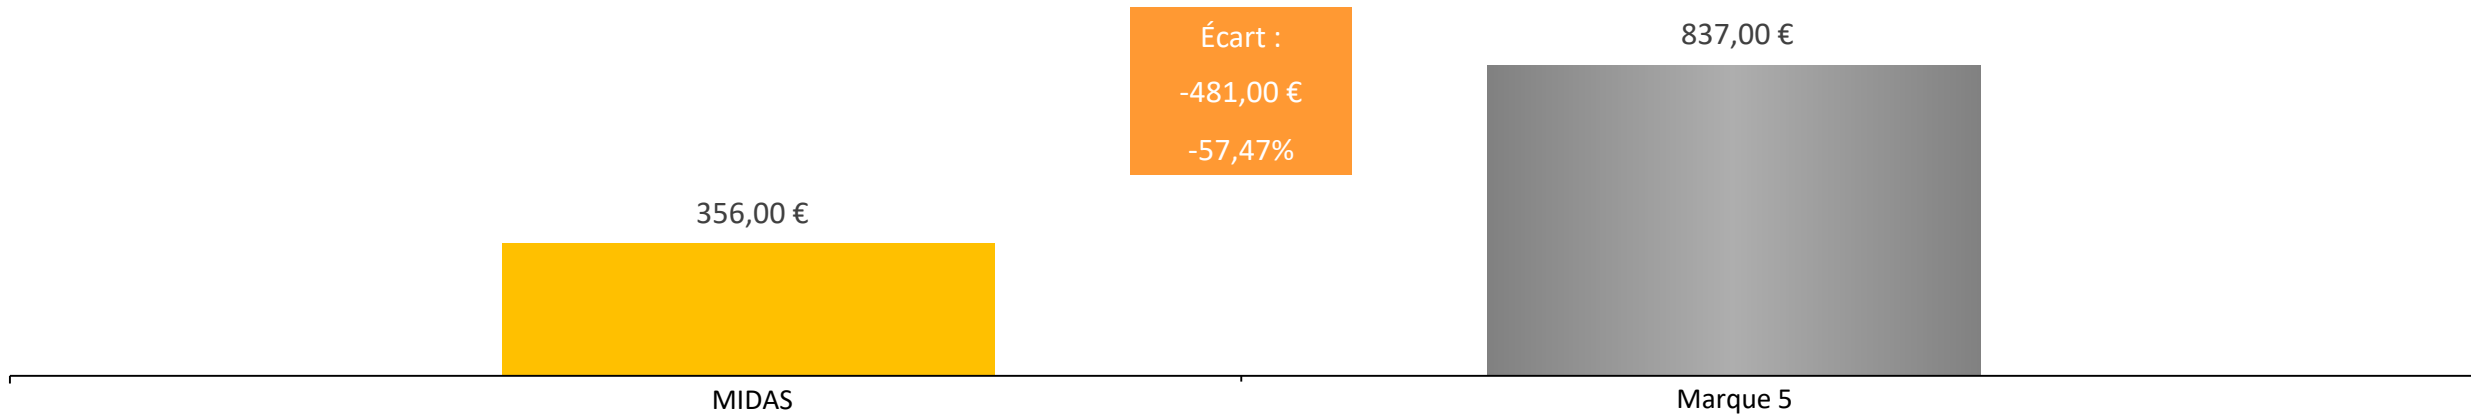 Écart :
-481,00 €
-57,47%
837,00 €
356,00 €
MIDAS
Marque 5